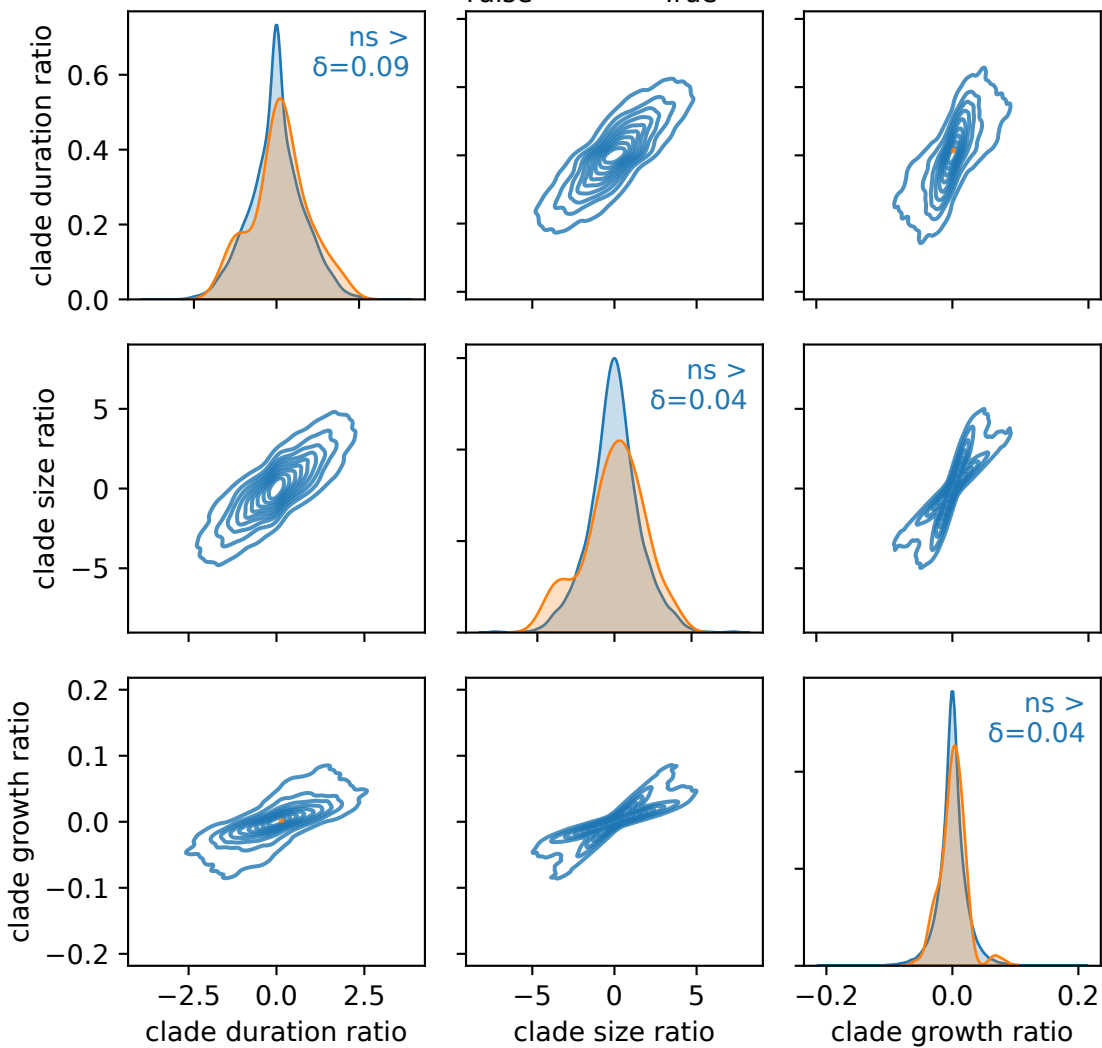 clade duration ratio
0.6
0.4
0.2
0.0
ns >
δ=0.09
clade size ratio
5
0
−5
ns >
δ=0.04
clade growth ratio
0.2
0.1
0.0
−0.1
−0.2
ns >
δ=0.04
−2.5 0.0 2.5
−5 0 5
−0.2 0.0 0.2
clade duration ratio
clade size ratio
clade growth ratio